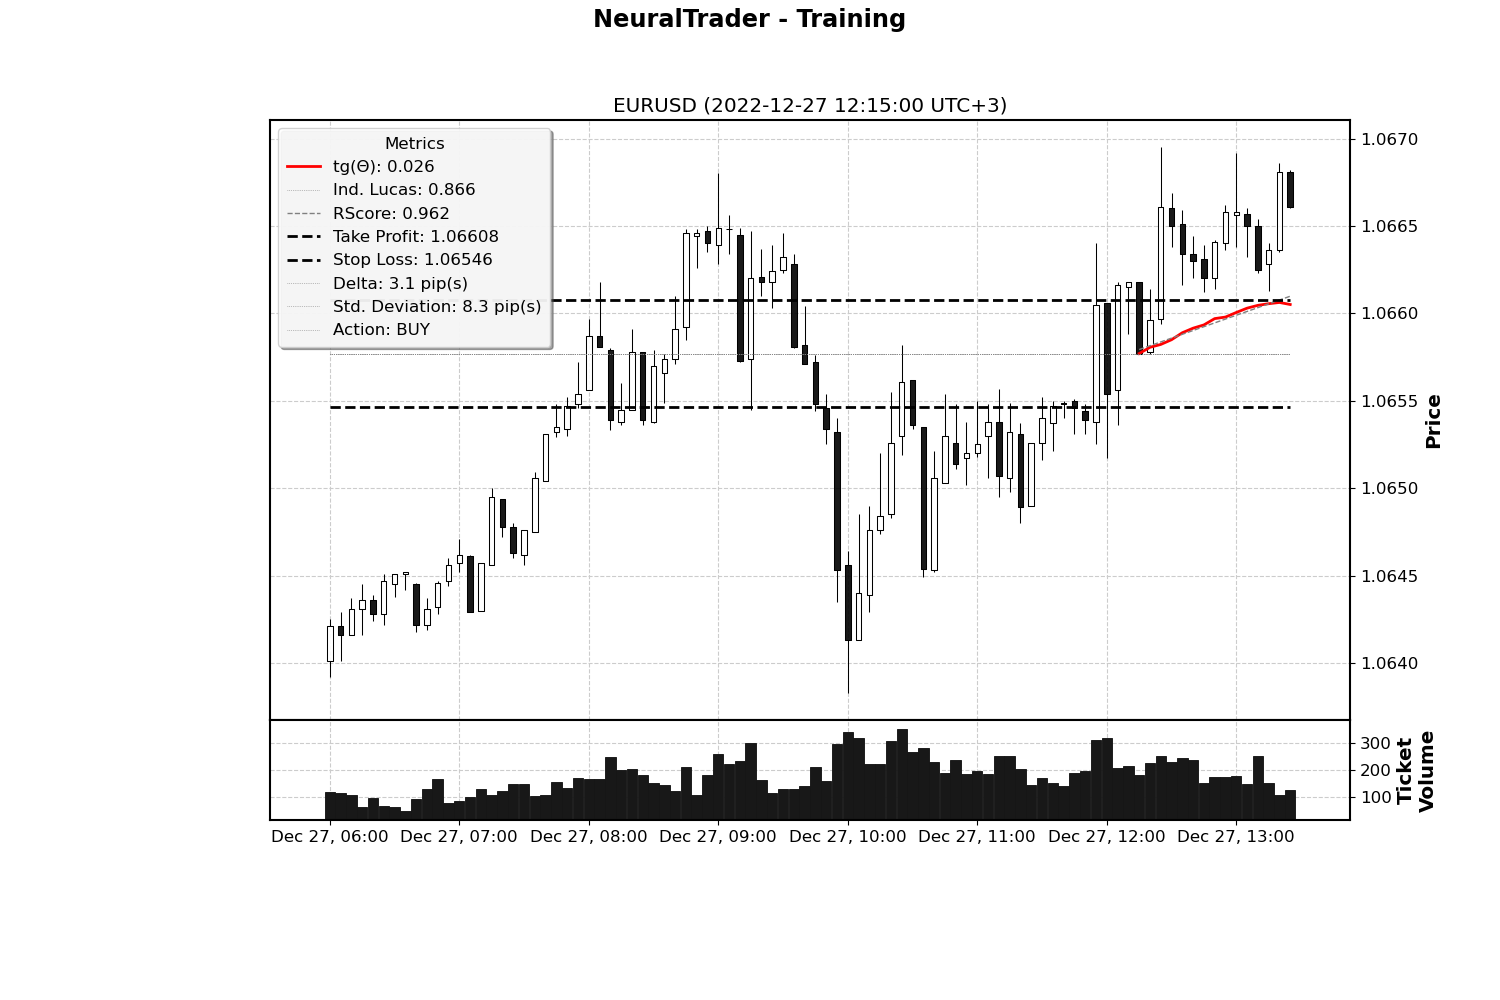 NeuralTrader - Training
EURUSD (2022-12-27 12:15:00 UTC+3)
Metrics
tg(Θ): 0.026
Ind. Lucas: 0.866
RScore: 0.962
Take Profit: 1.06608
Stop Loss: 1.06546
Delta: 3.1 pip(s)
Std. Deviation: 8.3 pip(s)
Action: BUY
1.0670
1.0665
1.0660
1.0655
1.0650
1.0645
1.0640
Price
300
200
100
Ticket
Volume
Dec 27, 06:00 Dec 27, 07:00 Dec 27, 08:00 Dec 27, 09:00 Dec 27, 10:00 Dec 27, 11:00 Dec 27, 12:00 Dec 27, 13:00